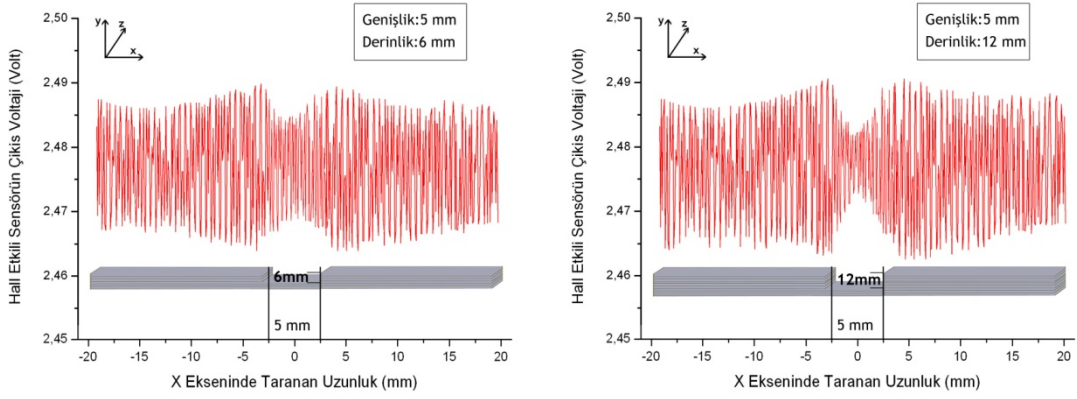 Hall Etkili Sensörün Çikis Voltaji (Volt)
2,50
2,49
2,48
2,47
2,46
2,45
y
z
x
Genişlik:5 mm
Derinlik:6 mm
6mm
5 mm
-20 -15 -10 -5 0 5 10 15 20
X Ekseninde Taranan Uzunluk (mm)
Hall Etkili Sensörün Çikis Voltaji (Volt)
2,50
2,49
2,48
2,47
2,46
2,45
y
z
x
Genişlik:5 mm
Derinlik:12 mm
12mm
5 mm
-20 -15 -10 -5 0 5 10 15 20
X Ekseninde Taranan Uzunluk (mm)